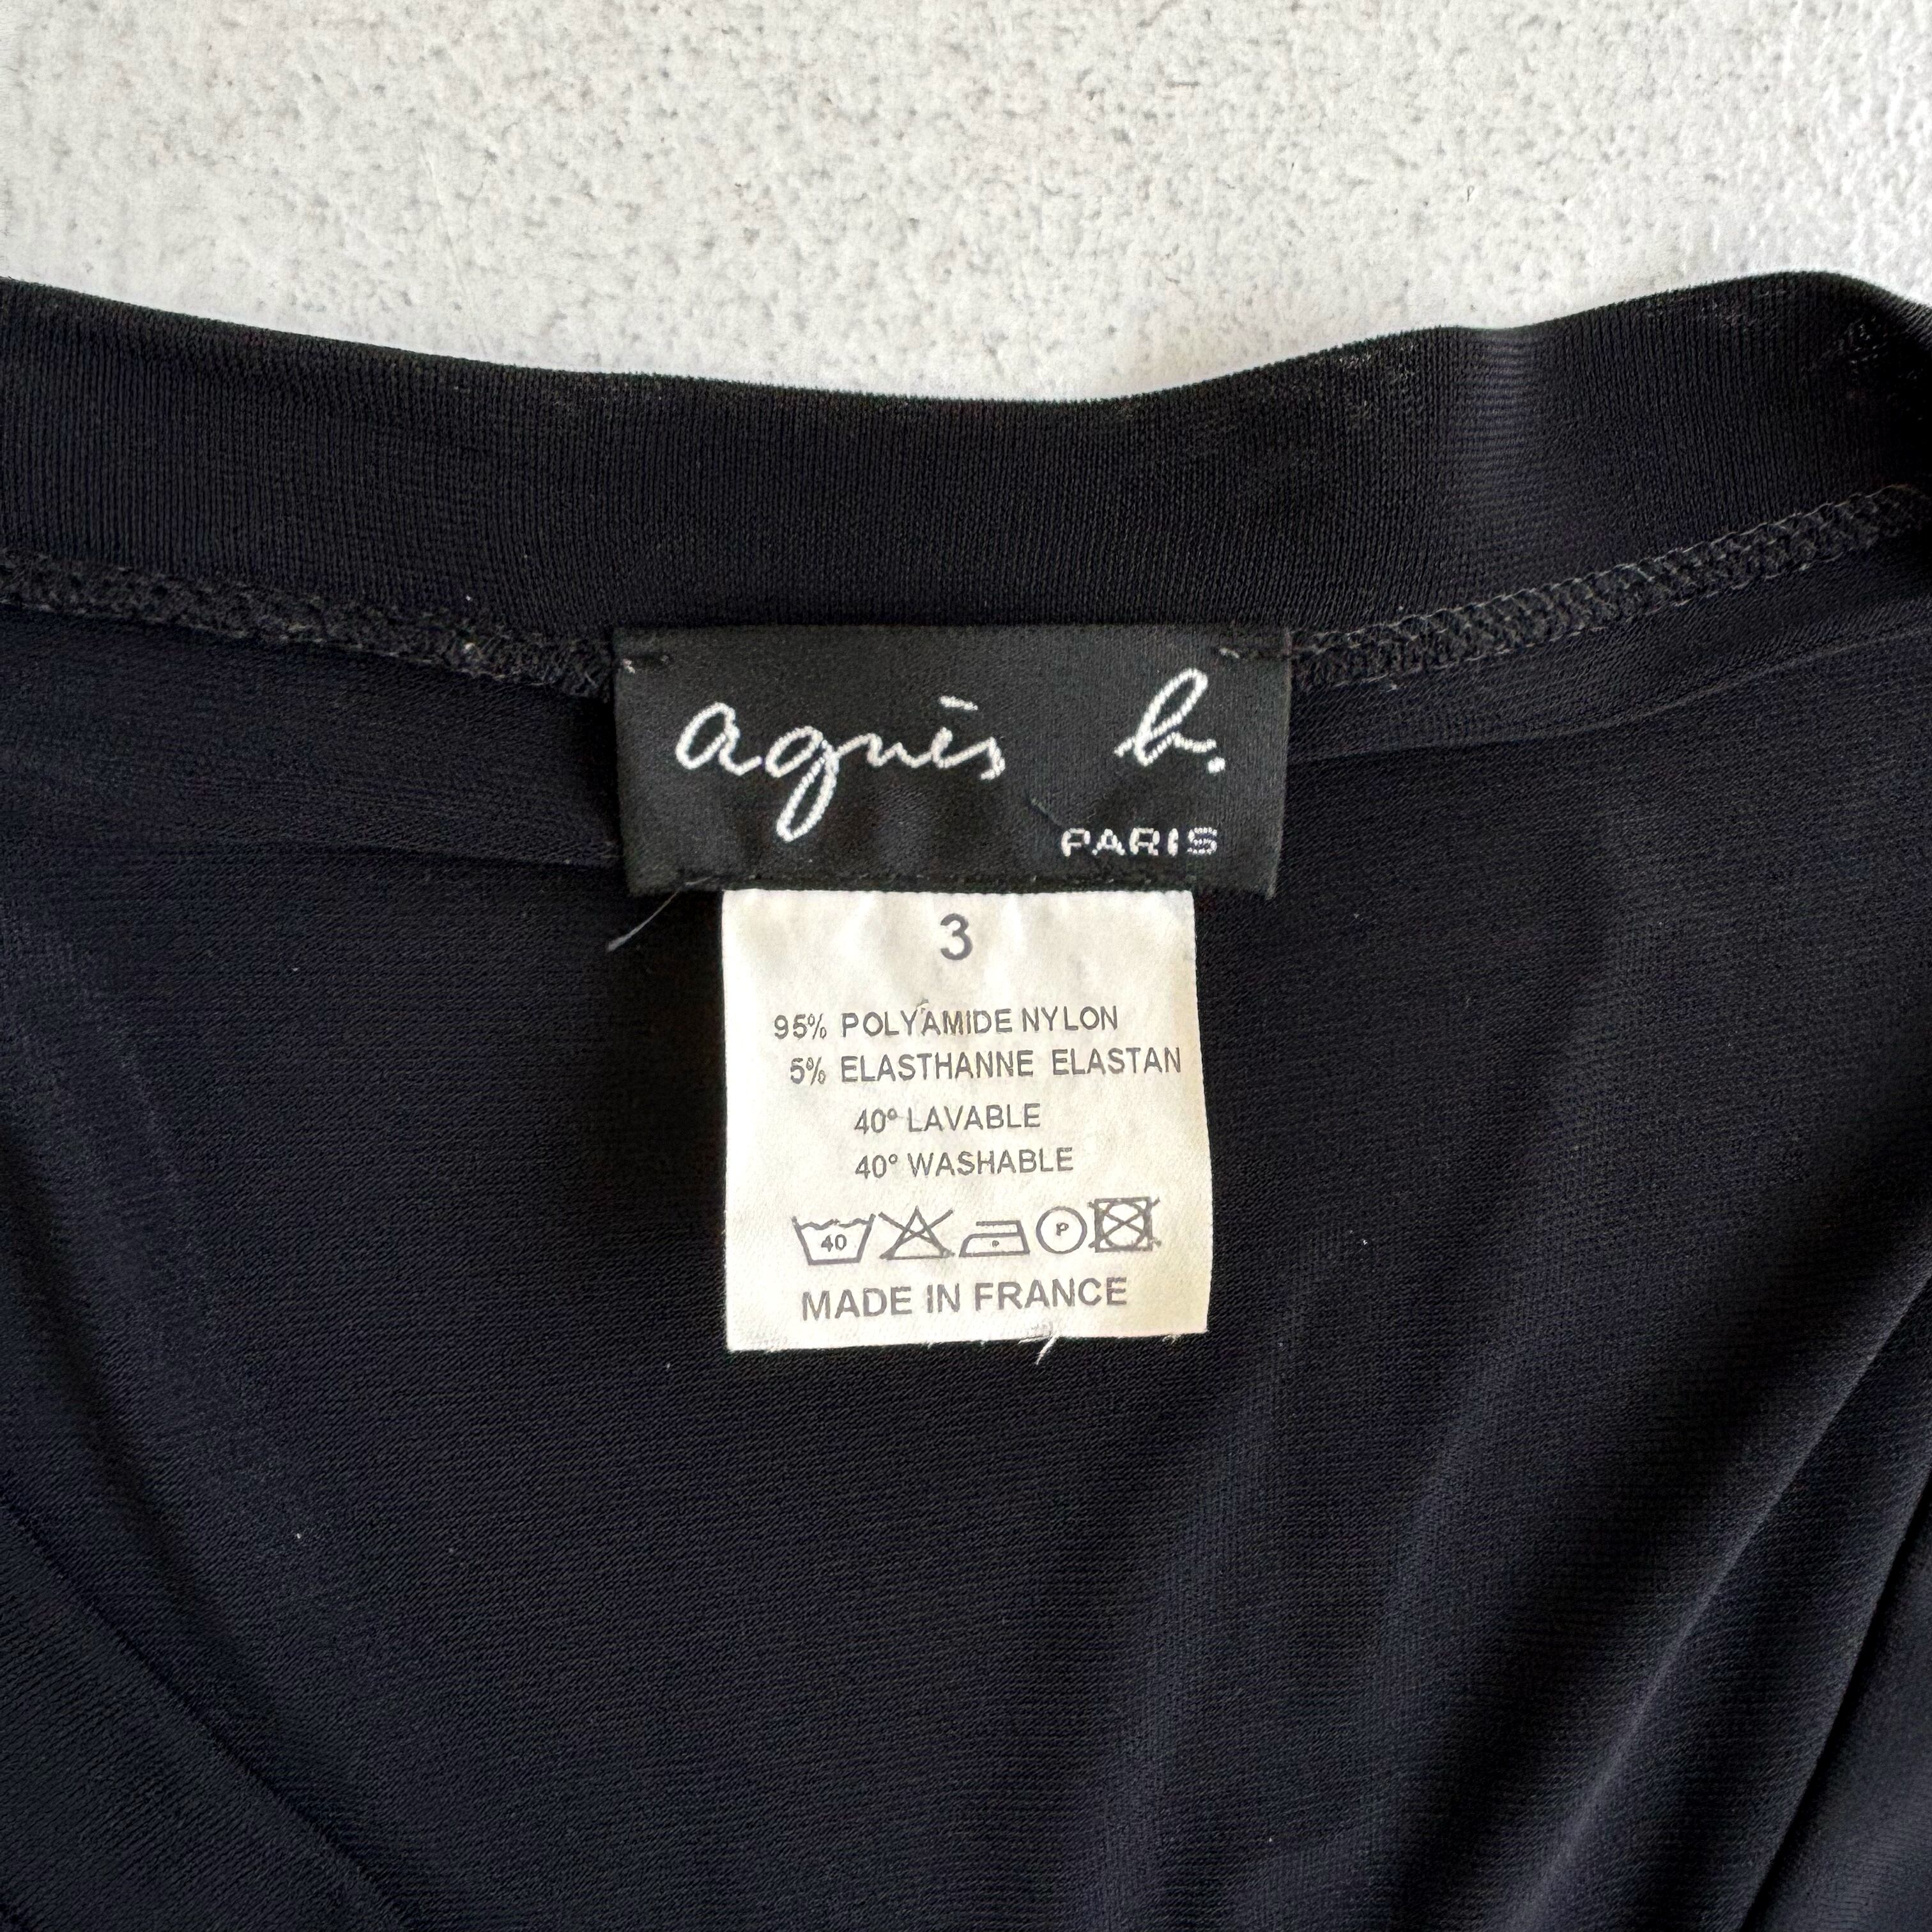 agnès b.
PARIS
3
95% POLYAMIDE NYLON
5% ELASTHANNE ELASTAN
40° LAVABLE
40° WASHABLE
40 P
MADE IN FRANCE